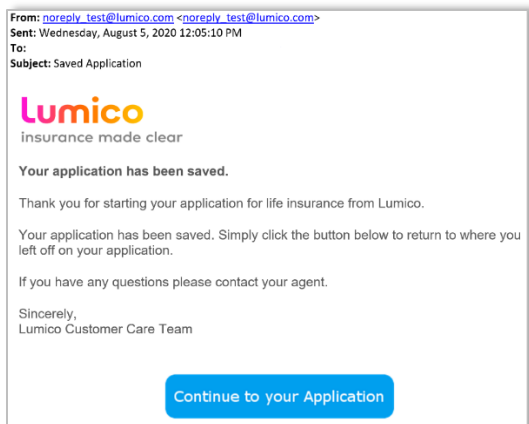 From: noreply_test@lumico.com <noreply_test@lumico.com>
Sent: Wednesday, August 5, 2020 12:05:10 PM
To:
Subject: Saved Application
Lumico
insurance made clear
Your application has been saved.
Thank you for starting your application for life insurance from Lumico.
Your application has been saved. Simply click the button below to return to where you
left off on your application.
If you have any questions please contact your agent.
Sincerely,
Lumico Customer Care Team
Continue to your Application